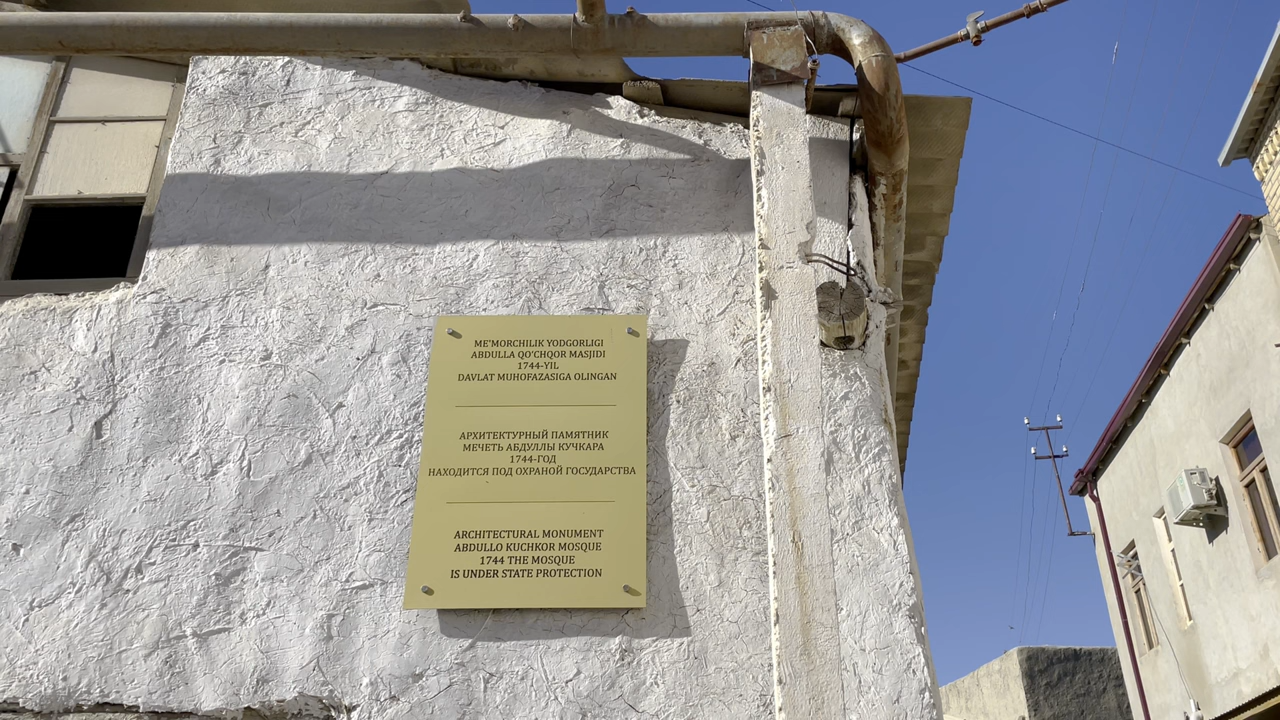 ME'MORCHILIK YODGORLIGI
ABDULLA QO'CHQOR MASJIDI
1744-YIL
DAVLAT MUHOFAZASIGA OLINGAN
АРХИТЕКТУРНЫЙ ПАМЯТНИК
МЕЧЕТЬ АБДУЛЛЫ КУЧКАРА
1744-ГОД
НАХОДИТСЯ ПОД ОХРАНОЙ ГОСУДАРСТВА
ARCHITECTURAL MONUMENT
ABDULLO KUCHKOR MOSQUE
1744 THE MOSQUE
IS UNDER STATE PROTECTION